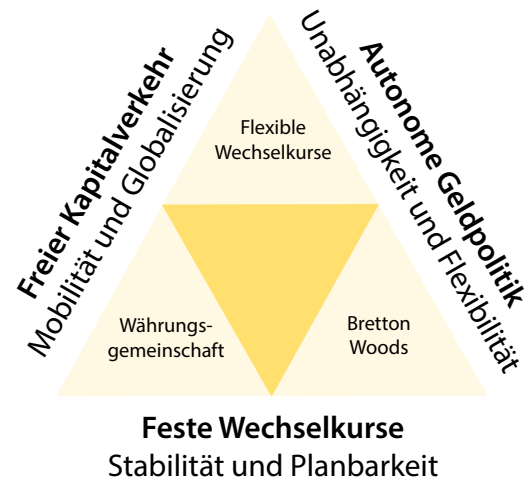 Freier Kapitalverkehr
Mobilität und Globalisierung
Autonome Geldpolitik
Unabhängigkeit und Flexibilität
Flexible
Wechselkurse
Währungs-
gemeinschaft
Bretton
Woods
Feste Wechselkurse
Stabilität und Planbarkeit